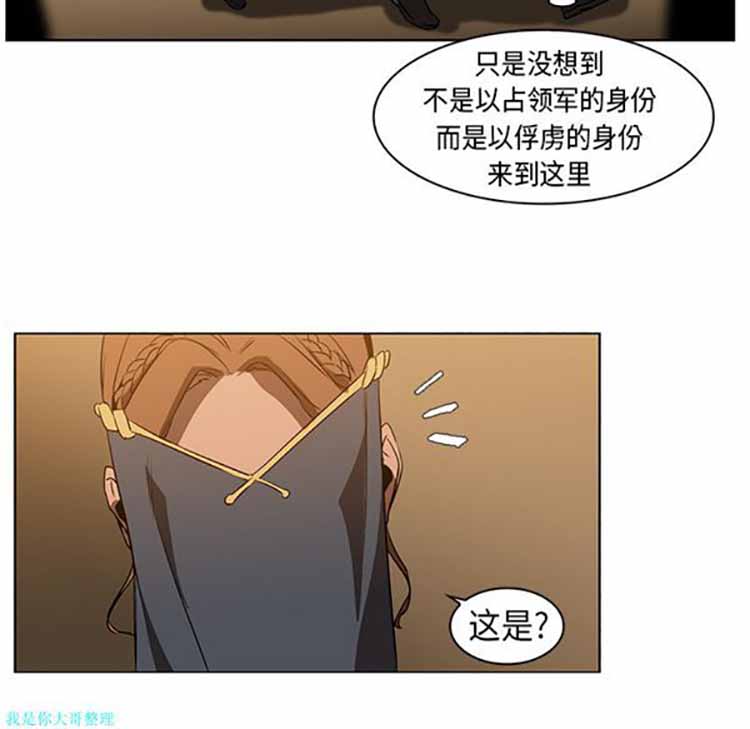 只是没想到
不是以占领军的身份
而是以俘虏的身份
来到这里
这是?
我是你大哥整理